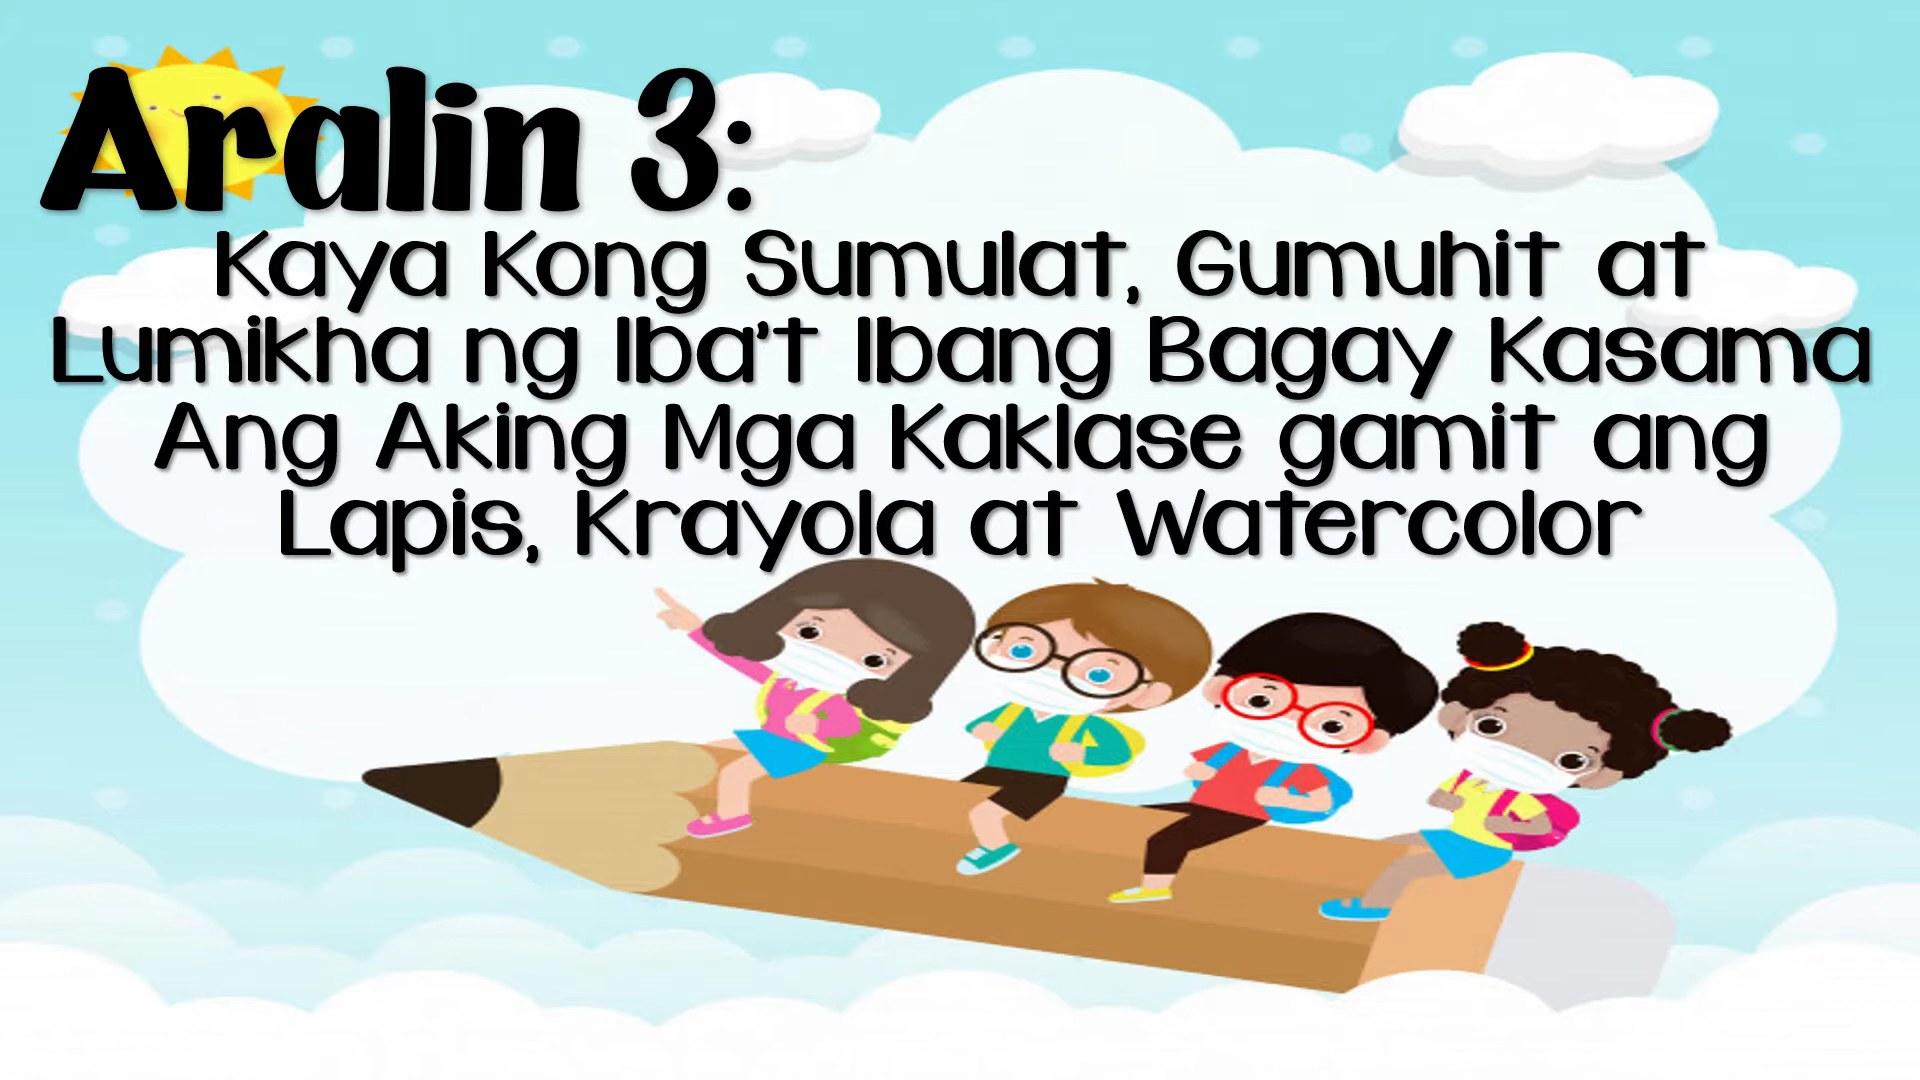 Aralin 3:
Kaya Kong Sumulat, Gumuhit at
Lumikha ng Iba't Ibang Bagay Kasama
Ang Aking Mga Kaklase gamit ang
Lapis, Krayola at Watercolor